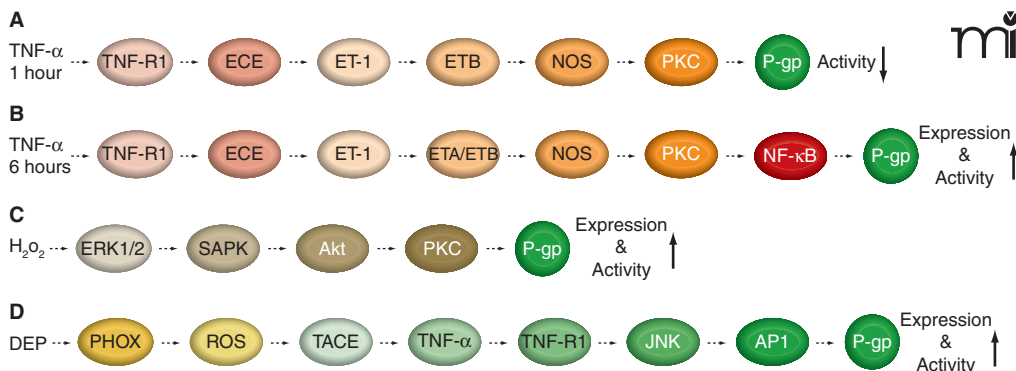 A
TNF-α
1 hour
TNF-R1
ECE
ET-1
ETB
NOS
PKC
P-gp
Activity
mi
B
TNF-α
6 hours
TNF-R1
ECE
ET-1
ETA/ETB
NOS
PKC
NF-κB
P-gp
Expression
&
Activity
C
H₂o₂
ERK1/2
SAPK
Akt
PKC
P-gp
Expression
&
Activity
D
DEP
PHOX
ROS
TACE
TNF-α
TNF-R1
JNK
AP1
P-gp
Expression
&
Activity